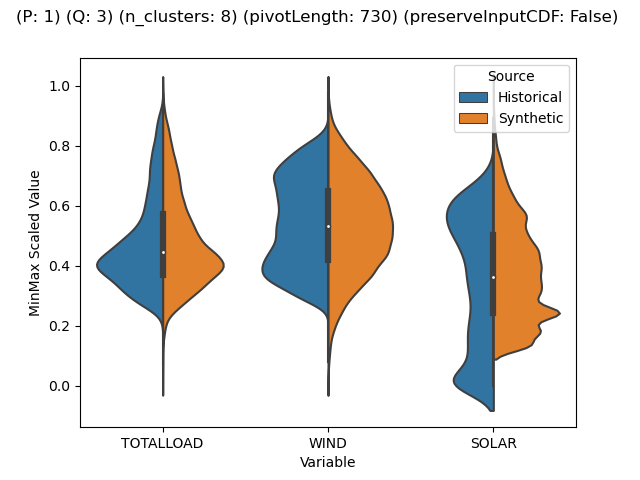 (P: 1) (Q: 3) (n_clusters: 8) (pivotLength: 730) (preserveInputCDF: False)
Source
Historical
Synthetic
MinMax Scaled Value
1.0
0.8
0.6
0.4
0.2
0.0
TOTALLOAD WIND SOLAR
Variable